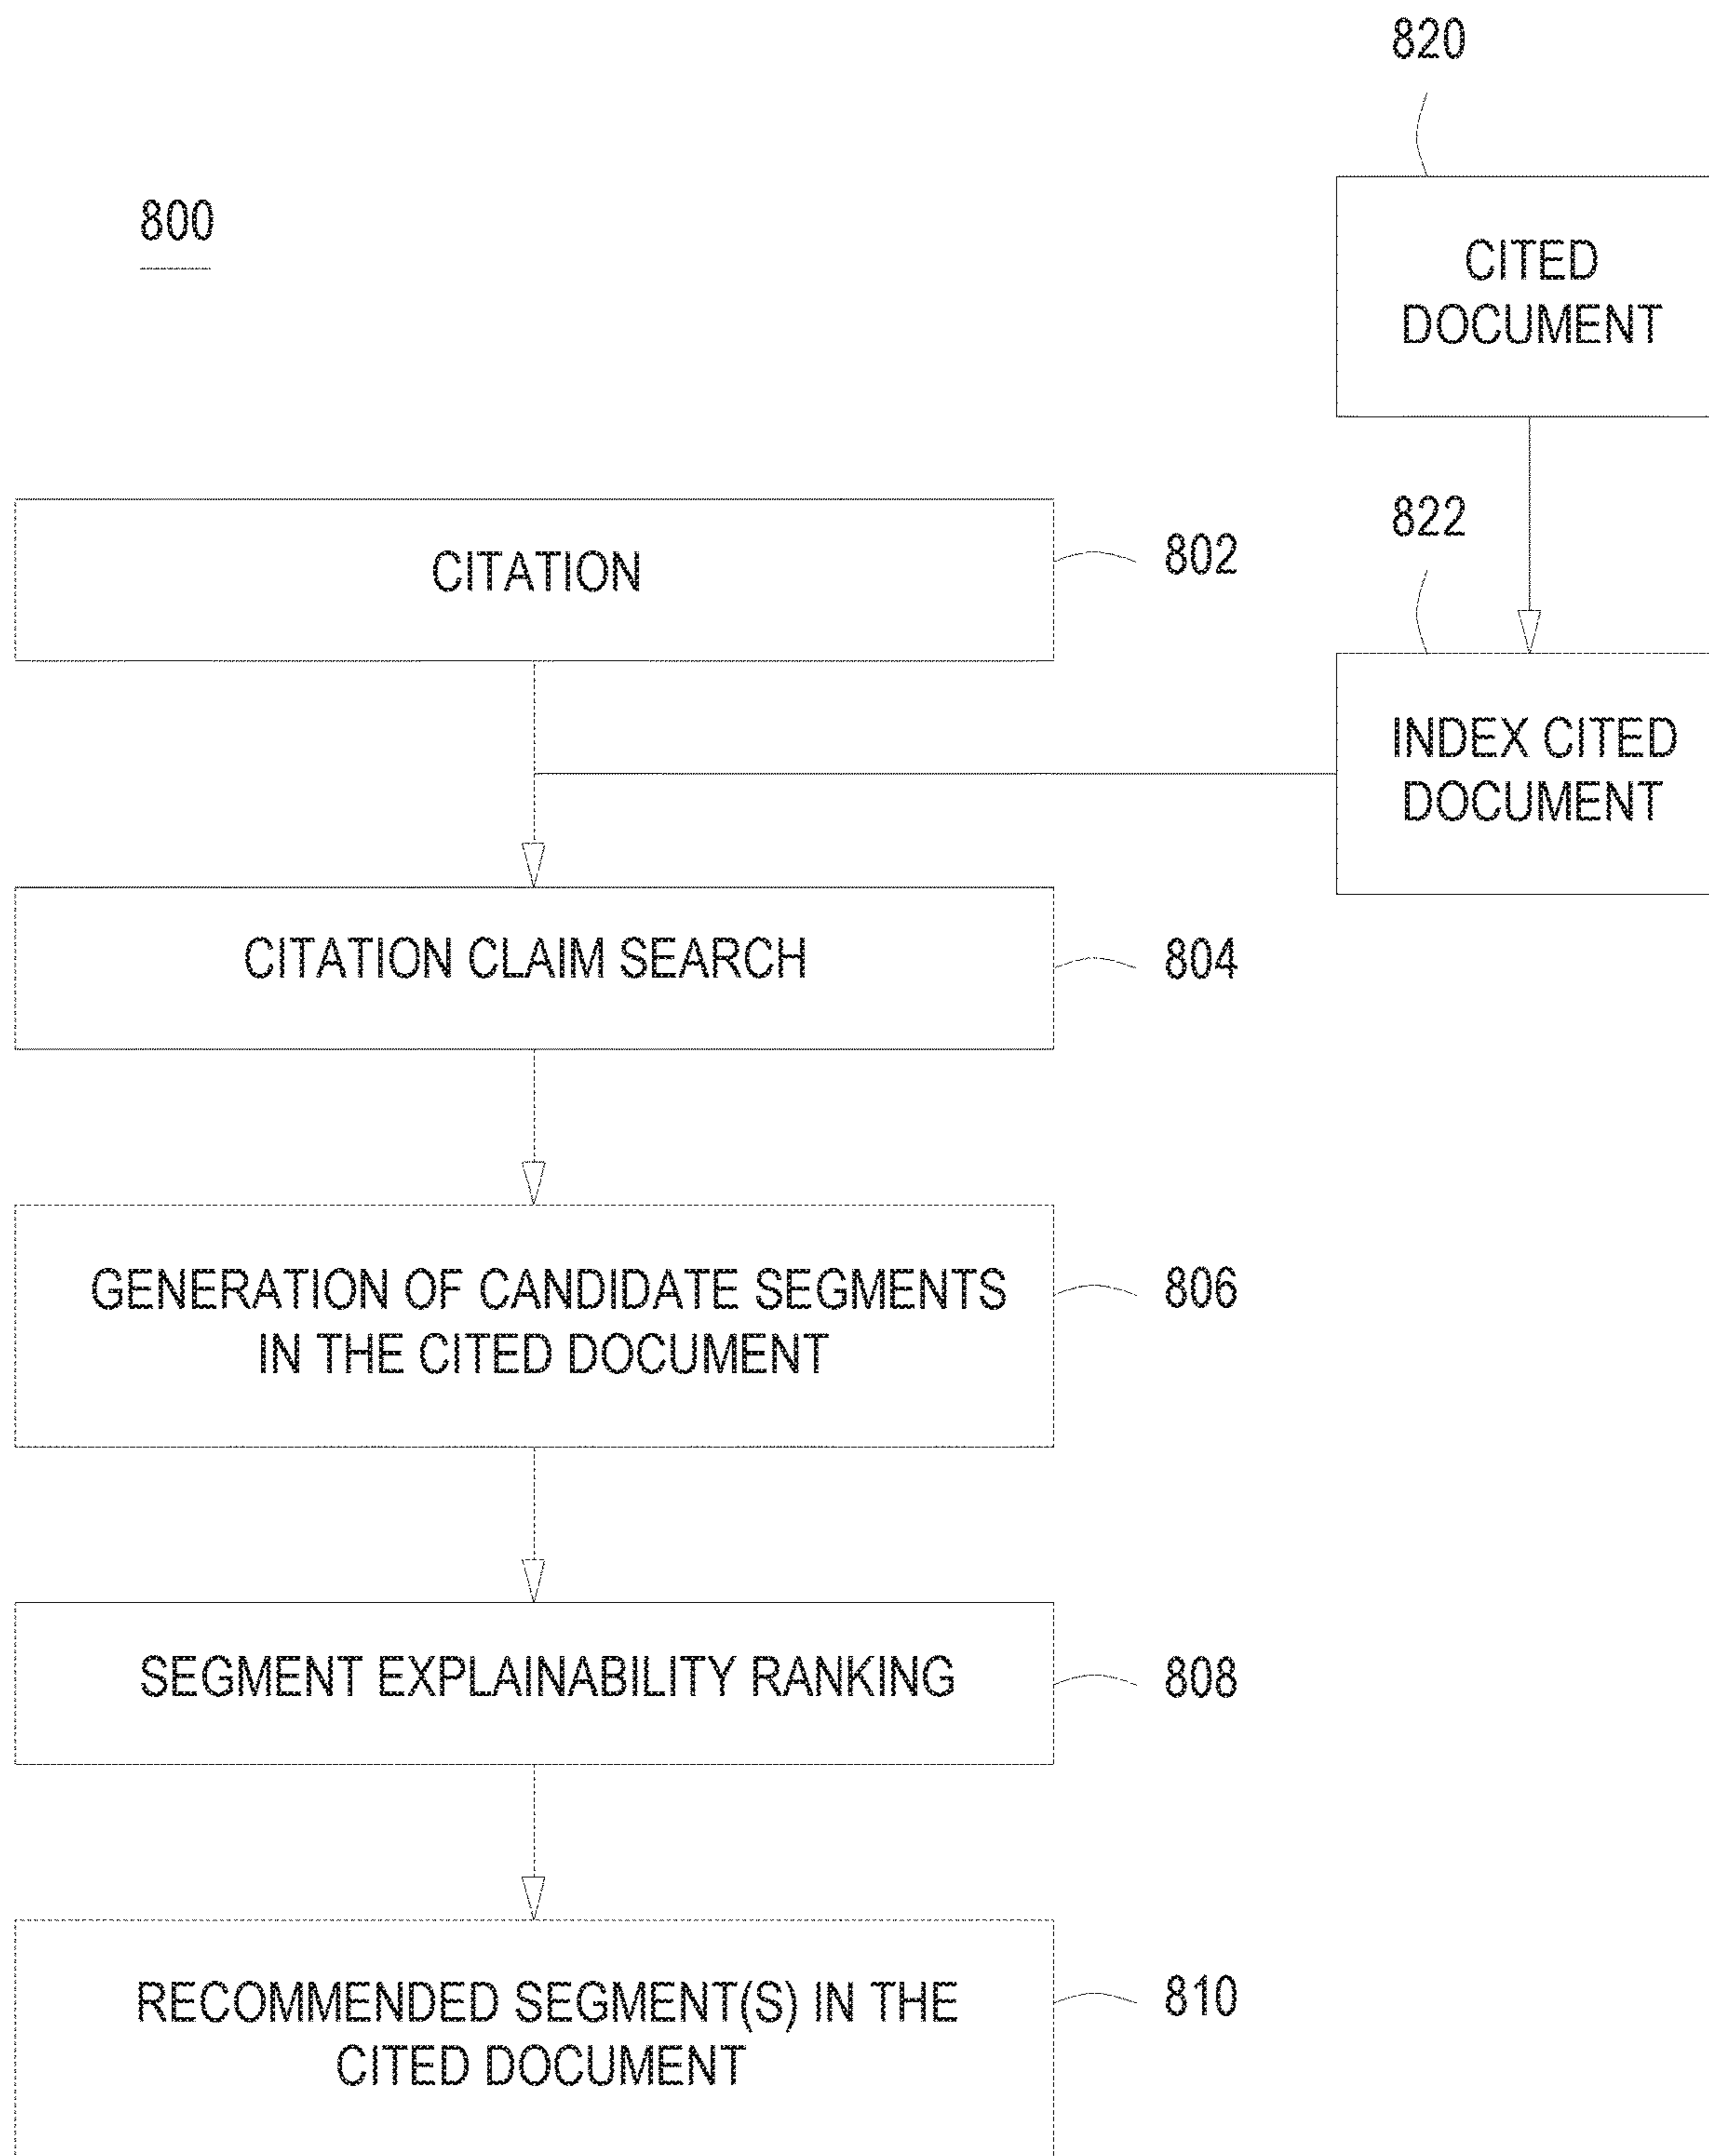 820
800
CITED
DOCUMENT
822
CITATION
802
INDEX CITED
DOCUMENT
CITATION CLAIM SEARCH
804
GENERATION OF CANDIDATE SEGMENTS
IN THE CITED DOCUMENT
806
SEGMENT EXPLAINABILITY RANKING
808
RECOMMENDED SEGMENT(S) IN THE
CITED DOCUMENT
810